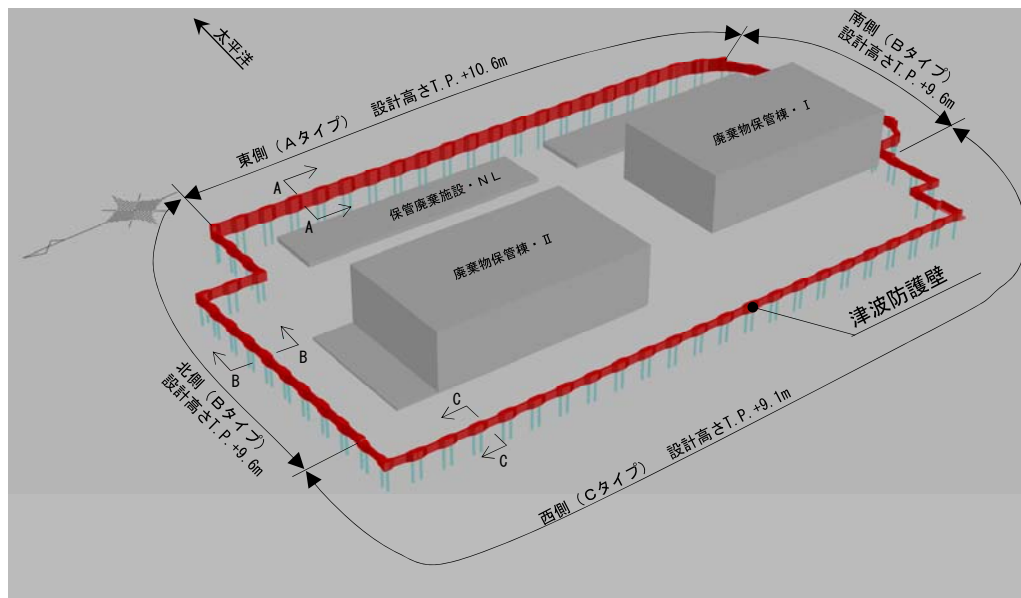 太平洋
東側（Ａタイプ） 設計高さT.P.+10.6m
南側（Ｂタイプ）
設計高さT.P.+9.6m
廃棄物保管棟・Ⅰ
A
A
保管廃棄施設・ＮＬ
廃棄物保管棟・Ⅱ
津波防護壁
B
B
北側（Ｂタイプ）
設計高さT.P.+9.6m
C
C
西側（Ｃタイプ） 設計高さT.P.+9.1m